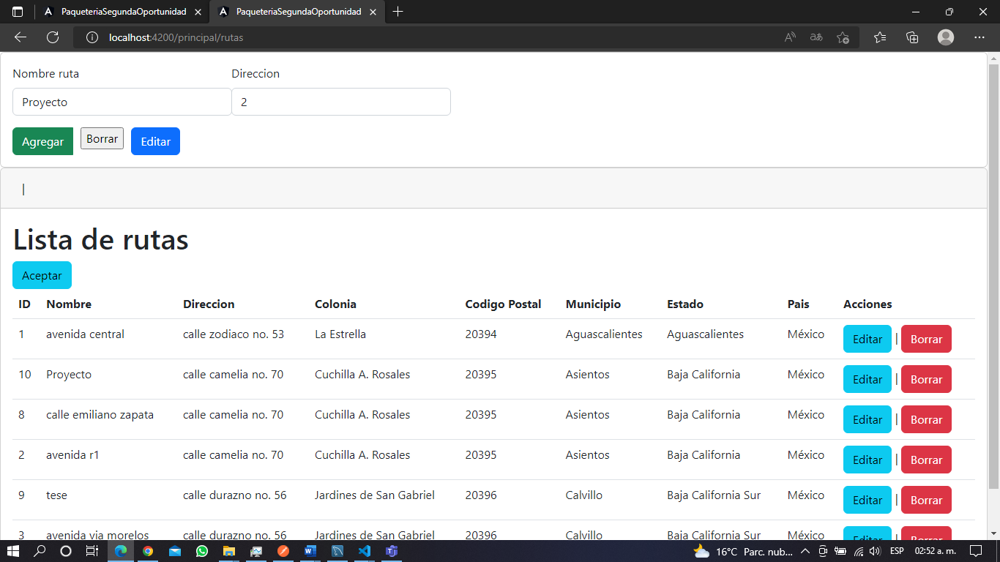 PaqueteriaSegundaOportunidad PaqueteriaSegundaOportunidad
localhost:4200/principal/rutas
Nombre ruta Direccion
Proyecto 2
Agregar Borrar Editar
|
Lista de rutas
Aceptar
ID Nombre Direccion Colonia Codigo Postal Municipio Estado Pais Acciones
1 avenida central calle zodiaco no. 53 La Estrella 20394 Aguascalientes Aguascalientes México Editar | Borrar
10 Proyecto calle camelia no. 70 Cuchilla A. Rosales 20395 Asientos Baja California México Editar | Borrar
8 calle emiliano zapata calle camelia no. 70 Cuchilla A. Rosales 20395 Asientos Baja California México Editar | Borrar
2 avenida r1 calle camelia no. 70 Cuchilla A. Rosales 20395 Asientos Baja California México Editar | Borrar
9 tese calle durazno no. 56 Jardines de San Gabriel 20396 Calvillo Baja California Sur México Editar | Borrar
3 avenida via morelos calle durazno no. 56 Jardines de San Gabriel 20396 Calvillo Baja California Sur México Editar | Borrar
16°C Parc. nub... ESP 02:52 a. m.